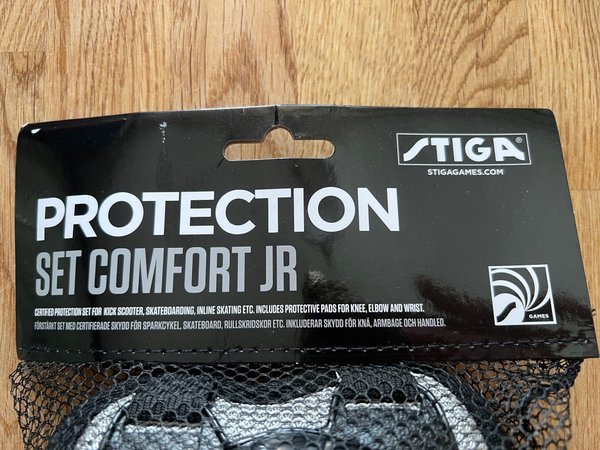 STIGA®
STIGAGAMES.COM
PROTECTION
SET COMFORT JR
CERTIFIED PROTECTION SET FOR KICK SCOOTER, SKATEBOARDING, INLINE SKATING ETC. INCLUDES PROTECTIVE PADS FOR KNEE, ELBOW AND WRIST.
FÖRSTÄRKT SET MED CERTIFIERADE SKYDD FÖR SPARKCYKEL, SKATEBOARD, RULLSKRIDSKOR ETC. INKLUDERAR SKYDD FÖR KNÄ, ARMBÅGE OCH HANDLED.
GAMES